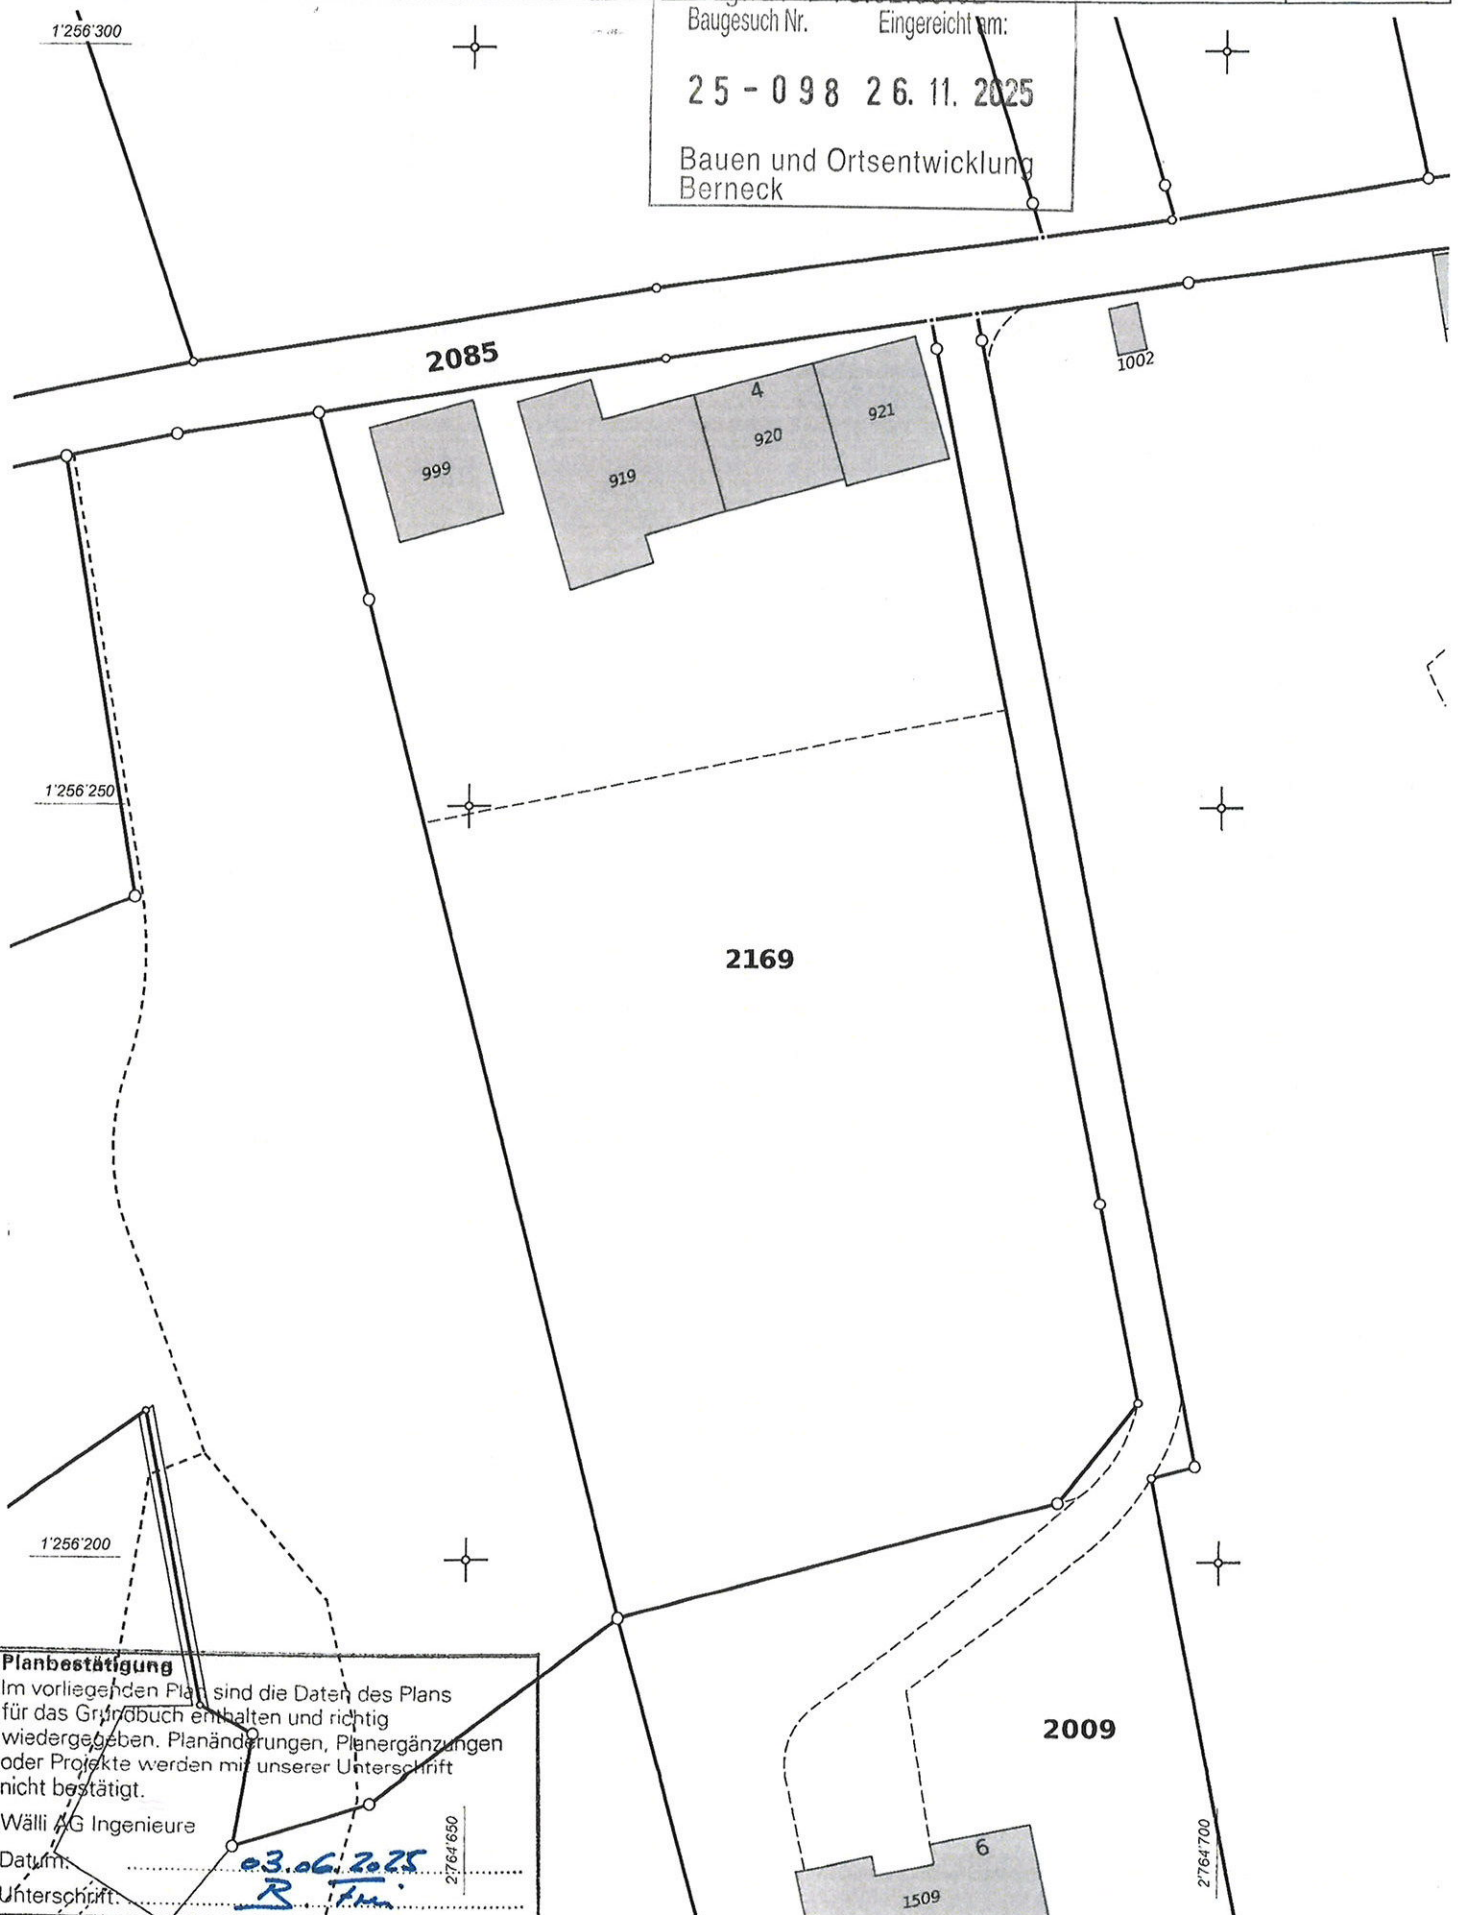 1'256'300
Baugesuch Nr. Eingereicht am:
25-098 26. 11. 2025
Bauen und Ortsentwicklung
Berneck
2085
1002
4
921
920
999
919
1'256'250
2169
1'256'200
Planbestätigung
Im vorliegenden Plan sind die Daten des Plans
für das Grundbuch enthalten und richtig
wiedergegeben. Planänderungen, Planergänzungen
oder Projekte werden mit unserer Unterschrift
nicht bestätigt.
Wälli AG Ingenieure
Datum: 03.06.2025
Unterschrift: R.
2009
2'764'650
2'764'700
6
1509